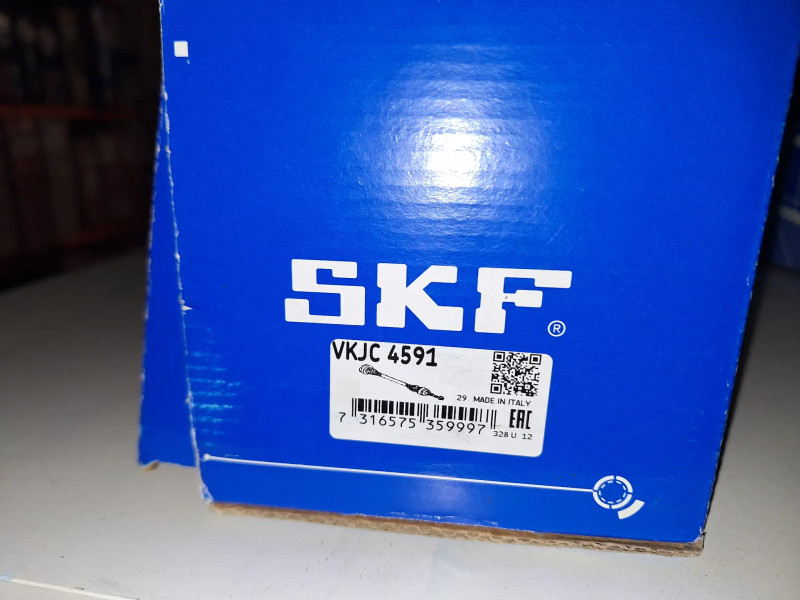 SKF®
VKJC 4591
29 MADE IN ITALY
7 316575 359997
EAC
328 U 12